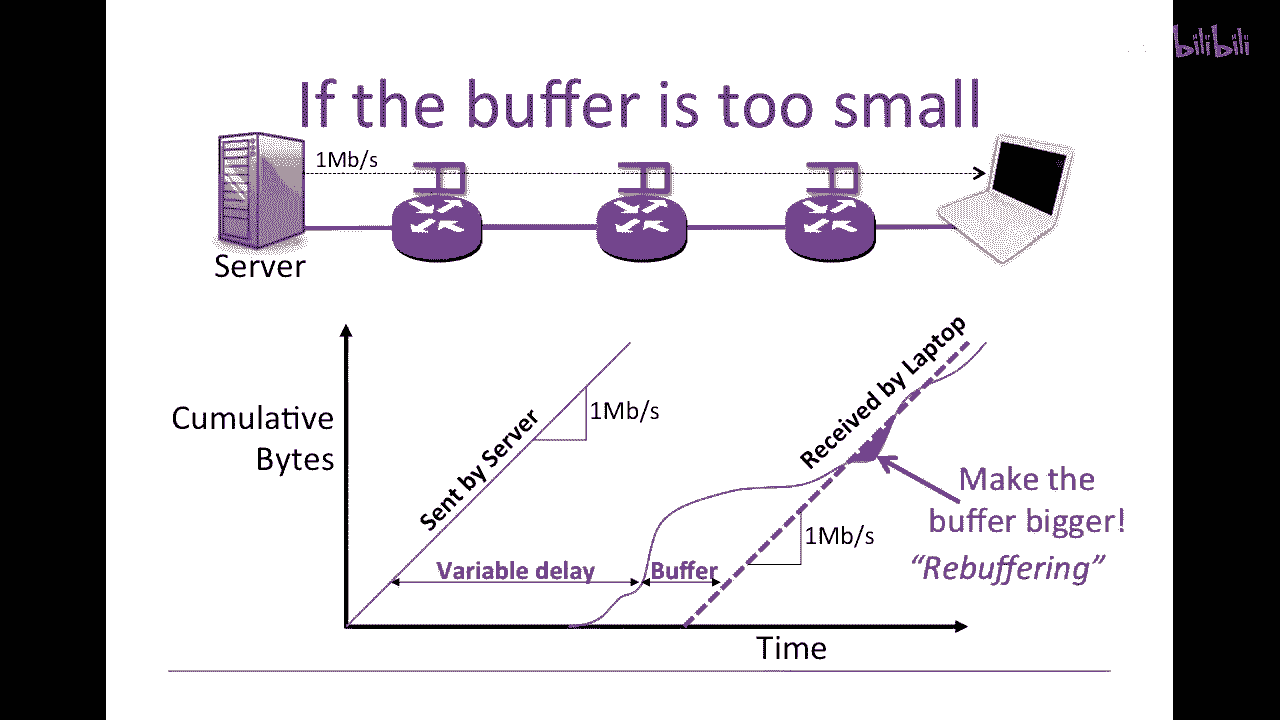 bilibili
If the buffer is too small
1Mb/s
Server
Cumulative
Bytes
Sent by Server
1Mb/s
Received by Laptop
Make the
buffer bigger!
"Rebuffering"
1Mb/s
Variable delay
Buffer
Time